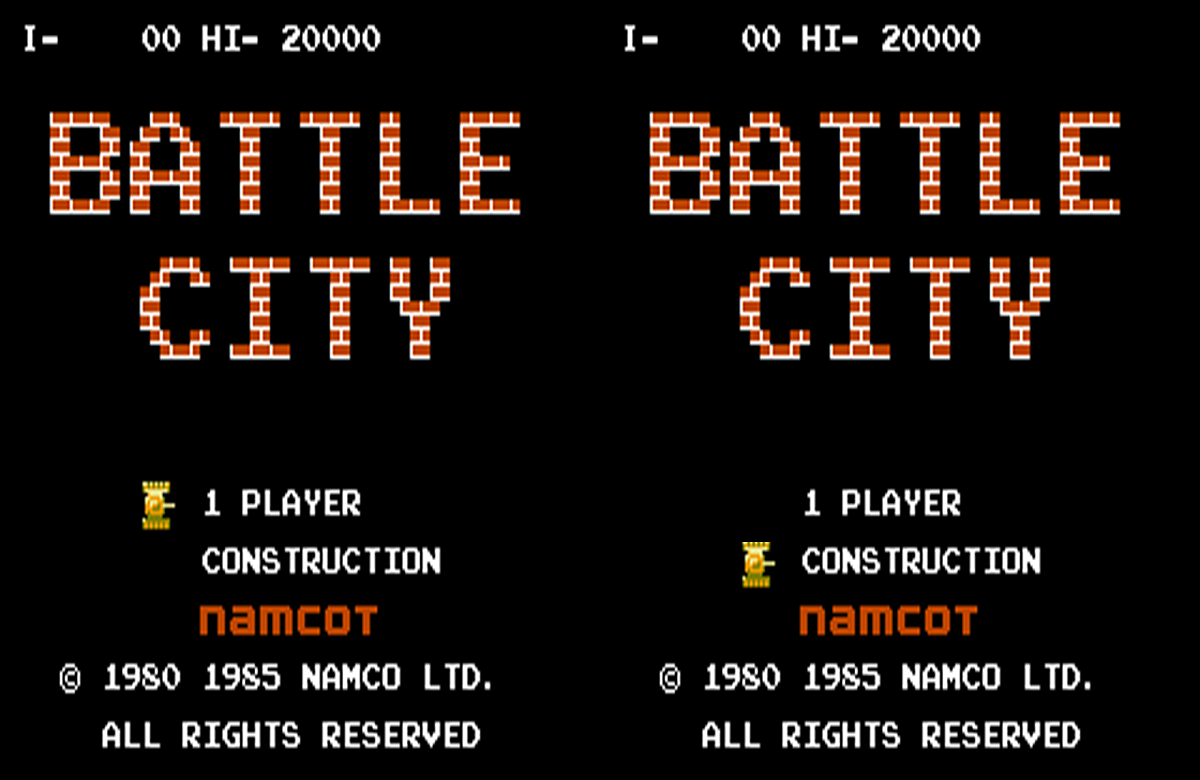 I- 00 HI- 20000
BATTLE
CITY
1 PLAYER
CONSTRUCTION
namcoT
© 1980 1985 NAMCO LTD.
ALL RIGHTS RESERVED
I- 00 HI- 20000
BATTLE
CITY
1 PLAYER
CONSTRUCTION
namcoT
© 1980 1985 NAMCO LTD.
ALL RIGHTS RESERVED